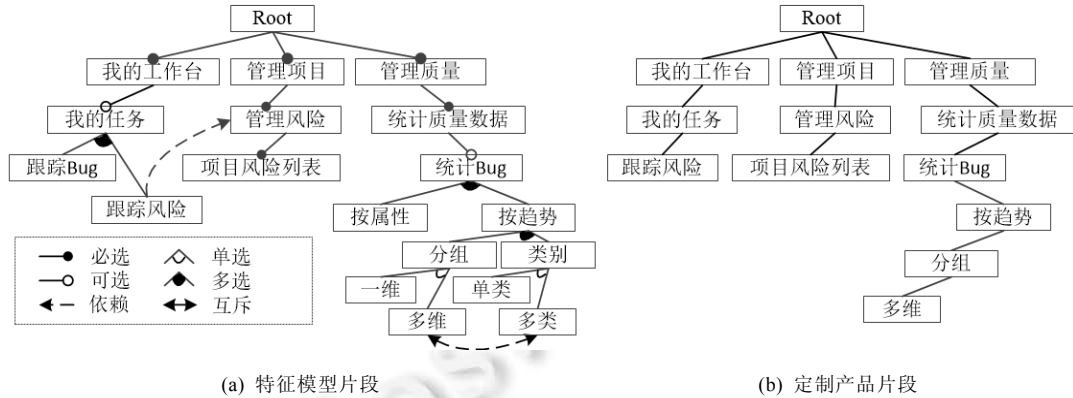 Root
我的工作台 管理项目 管理质量
我的任务 管理风险 统计质量数据
跟踪Bug 项目风险列表 统计Bug
跟踪风险 按属性 按趋势
必选 单选 分组 类别
可选 多选 一维 单类
依赖 互斥 多维 多类
(a) 特征模型片段
Root
我的工作台 管理项目 管理质量
我的任务 管理风险 统计质量数据
跟踪风险 项目风险列表 统计Bug
按趋势
分组
多维
(b) 定制产品片段